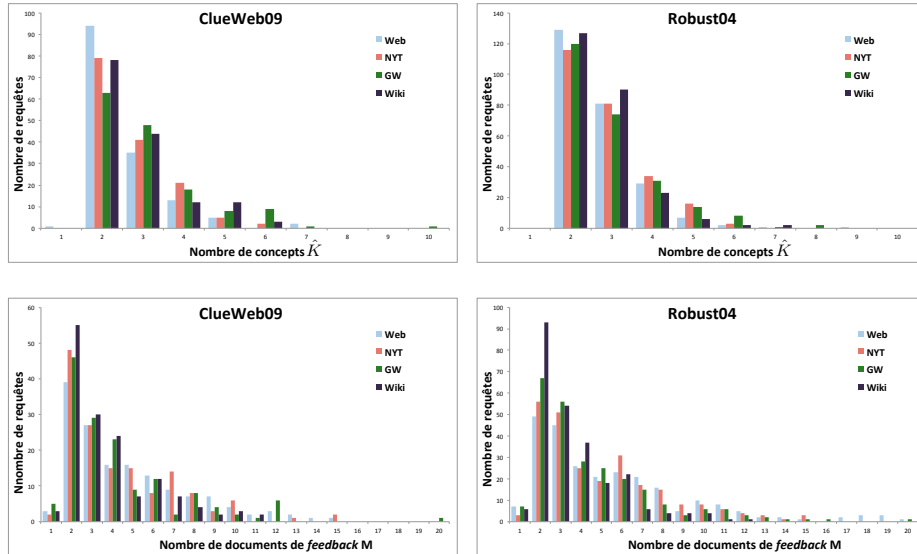 ClueWeb09
Nombre de requêtes
100
90
80
70
60
50
40
30
20
10
0
1 2 3 4 5 6 7 8 9 10
Nombre de concepts K̂
Web
NYT
GW
Wiki
Robust04
Nombre de requêtes
140
120
100
80
60
40
20
0
1 2 3 4 5 6 7 8 9 10
Nombre de concepts K̂
Web
NYT
GW
Wiki
ClueWeb09
Nnombre de requêtes
60
50
40
30
20
10
0
1 2 3 4 5 6 7 8 9 10 11 12 13 14 15 16 17 18 19 20
Nombre de documents de feedback M
Web
NYT
GW
Wiki
Robust04
Nombre de requêtes
100
90
80
70
60
50
40
30
20
10
0
1 2 3 4 5 6 7 8 9 10 11 12 13 14 15 16 17 18 19 20
Nombre de documents de feedback M
Web
NYT
GW
Wiki